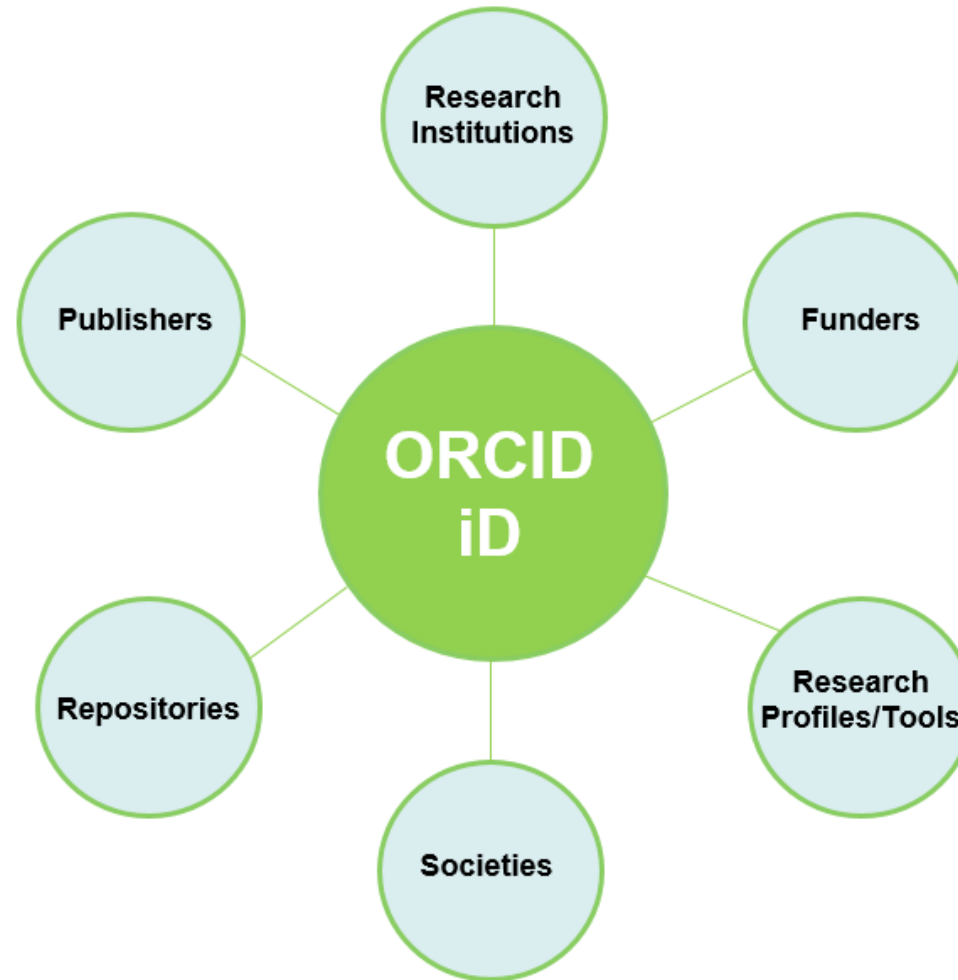 Research
Institutions
Publishers
Funders
ORCID
iD
Repositories
Research
Profiles/Tools
Societies